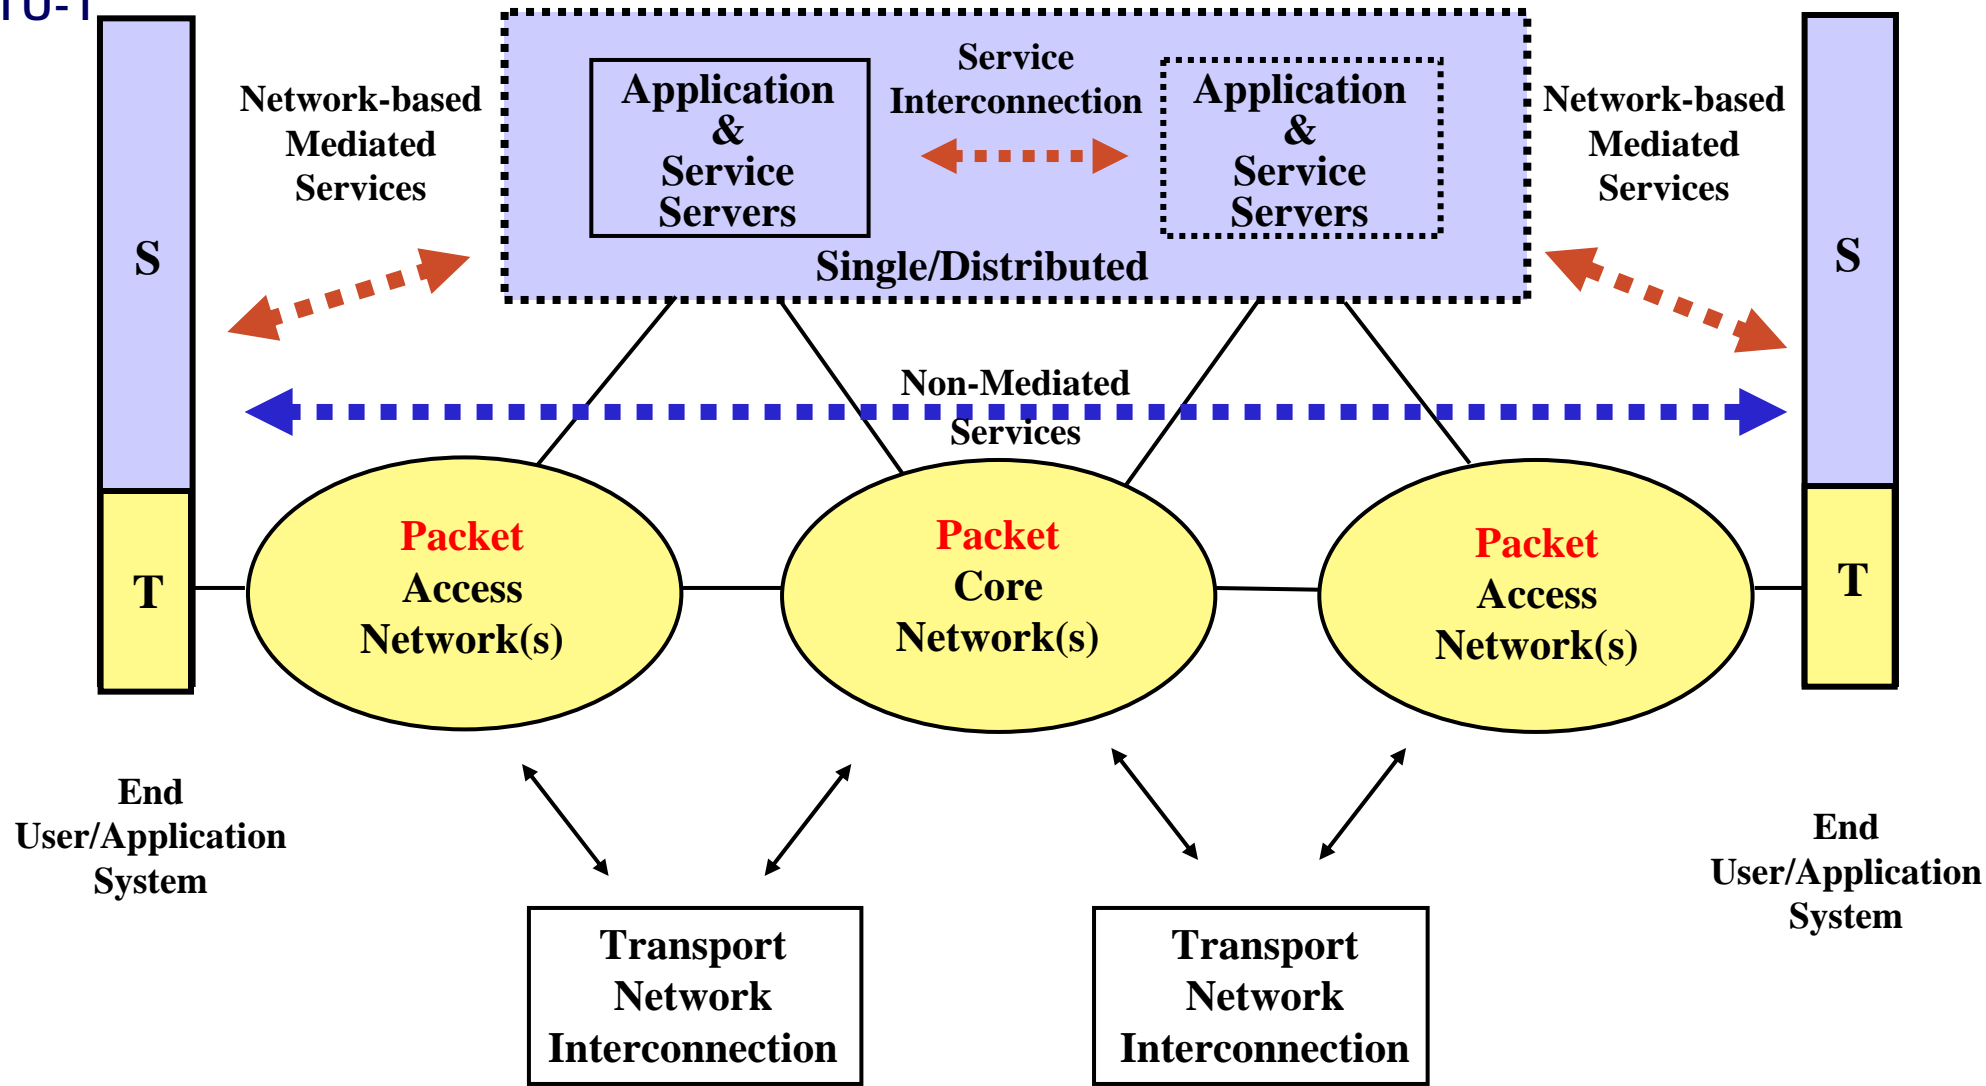 Service
Interconnection
Network-based
Mediated
Services
Application
&
Service
Servers
Application
&
Service
Servers
Network-based
Mediated
Services
S
Single/Distributed
S
Non-Mediated
Services
T
Packet
Access
Network(s)
Packet
Core
Network(s)
Packet
Access
Network(s)
T
End
User/Application
System
End
User/Application
System
Transport
Network
Interconnection
Transport
Network
Interconnection